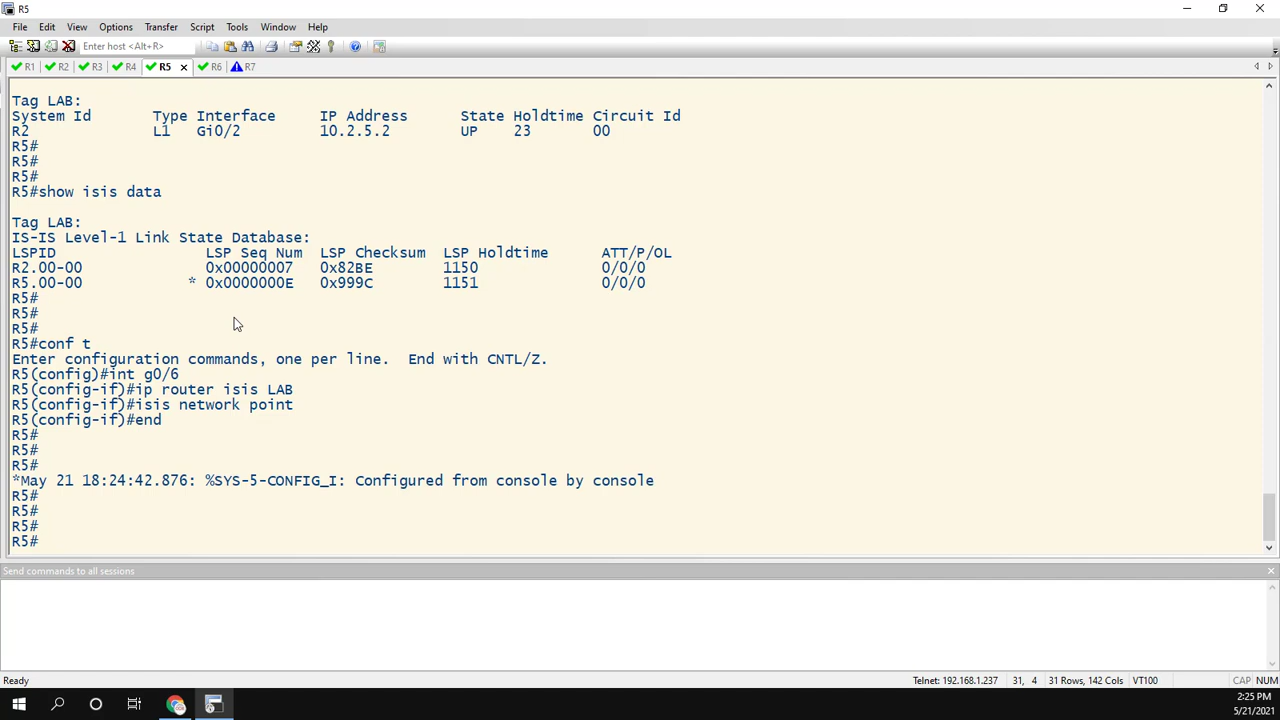 R5
File Edit View Options Transfer Script Tools Window Help
Enter host <Alt+R>
R1 R2 R3 R4 R5 R6 R7
Tag LAB:
System Id Type Interface IP Address State Holdtime Circuit Id
R2 L1 Gi0/2 10.2.5.2 UP 23 00
R5#
R5#
R5#
R5#show isis data
Tag LAB:
IS-IS Level-1 Link State Database:
LSPID LSP Seq Num LSP Checksum LSP Holdtime ATT/P/OL
R2.00-00 0x00000007 0x82BE 1150 0/0/0
R5.00-00 * 0x0000000E 0x999C 1151 0/0/0
R5#
R5#
R5#
R5#conf t
Enter configuration commands, one per line. End with CNTL/Z.
R5(config)#int g0/6
R5(config-if)#ip router isis LAB
R5(config-if)#isis network point
R5(config-if)#end
R5#
R5#
R5#
*May 21 18:24:42.876: %SYS-5-CONFIG_I: Configured from console by console
R5#
R5#
R5#
R5#
Send commands to all sessions
Ready Telnet: 192.168.1.237 31, 4 31 Rows, 142 Cols VT100 CAP NUM
2:25 PM
5/21/2021